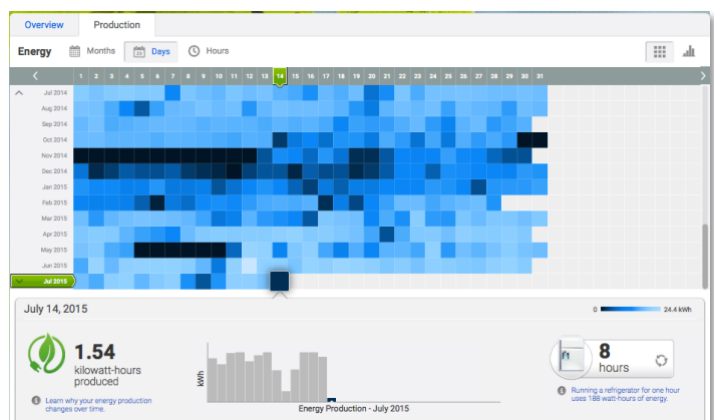 Overview Production
Energy Months Days Hours
1 2 3 4 5 6 7 8 9 10 11 12 13 14 15 16 17 18 19 20 21 22 23 24 25 26 27 28 29 30 31
Jul 2014
Aug 2014
Sep 2014
Oct 2014
Nov 2014
Dec 2014
Jan 2015
Feb 2015
Mar 2015
Apr 2015
May 2015
Jun 2015
Jul 2015
July 14, 2015
0 24.4 kWh
1.54
kilowatt-hours
produced
Learn why your energy production
changes over time.
kWh
Energy Production - July 2015
8
hours
Running a refrigerator for one hour
uses 188 watt-hours of energy.